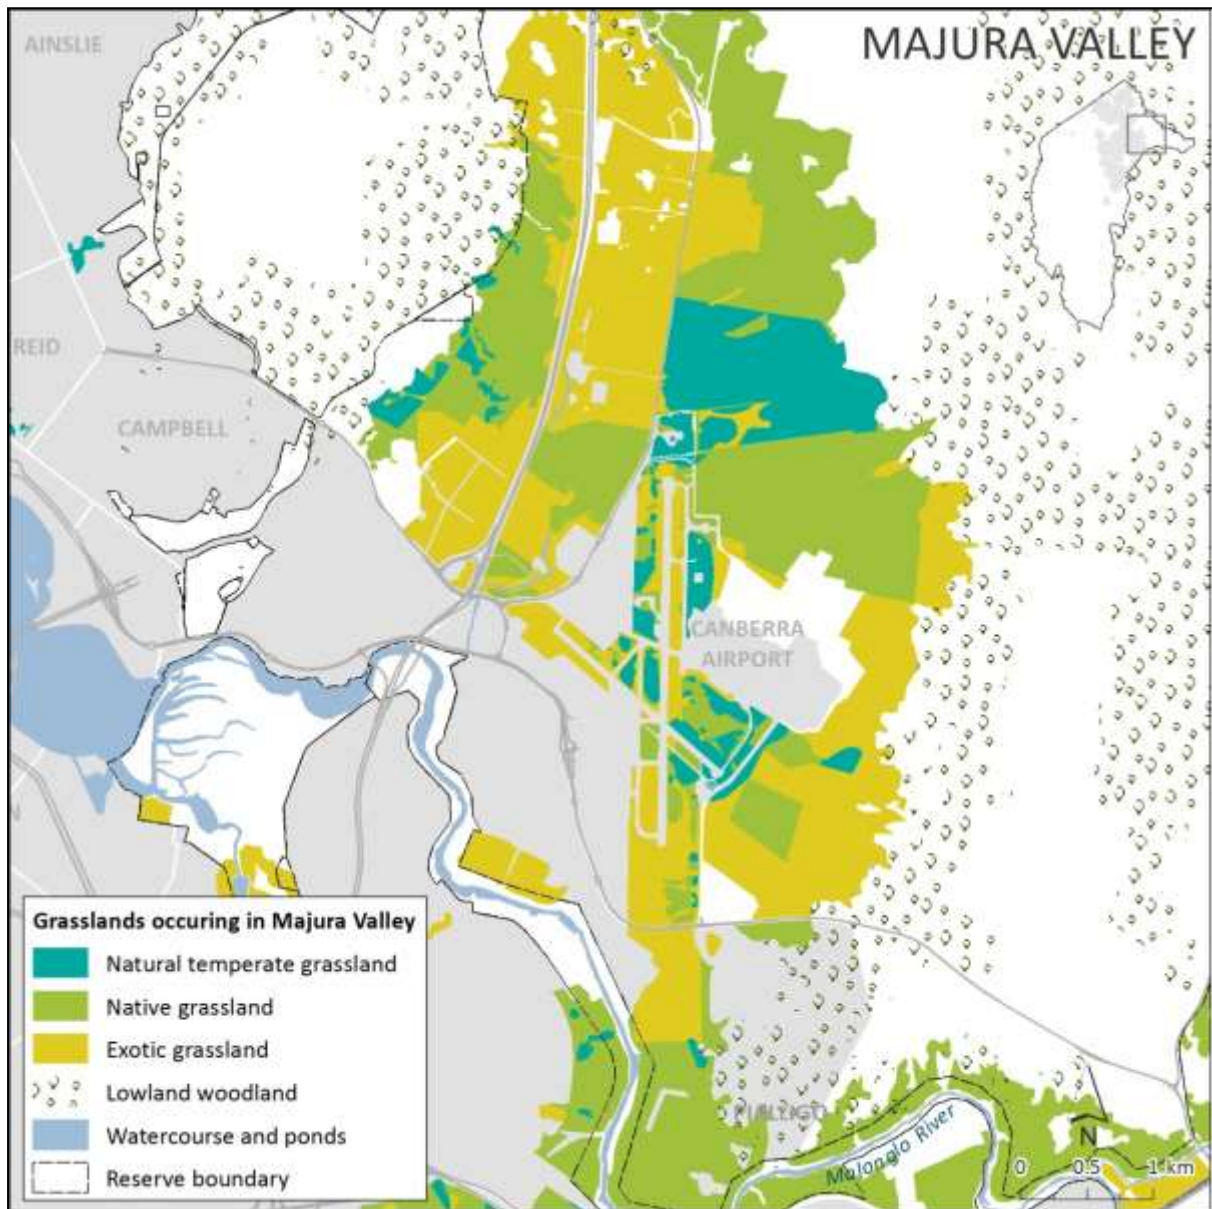 MAJURA VALLEY
AINSLIE
REID
CAMPBELL
CANBERRA
AIRPORT
Grasslands occuring in Majura Valley
Natural temperate grassland
Native grassland
Exotic grassland
Lowland woodland
Watercourse and ponds
Reserve boundary
Molonglo River
N
0 0.5 1 km